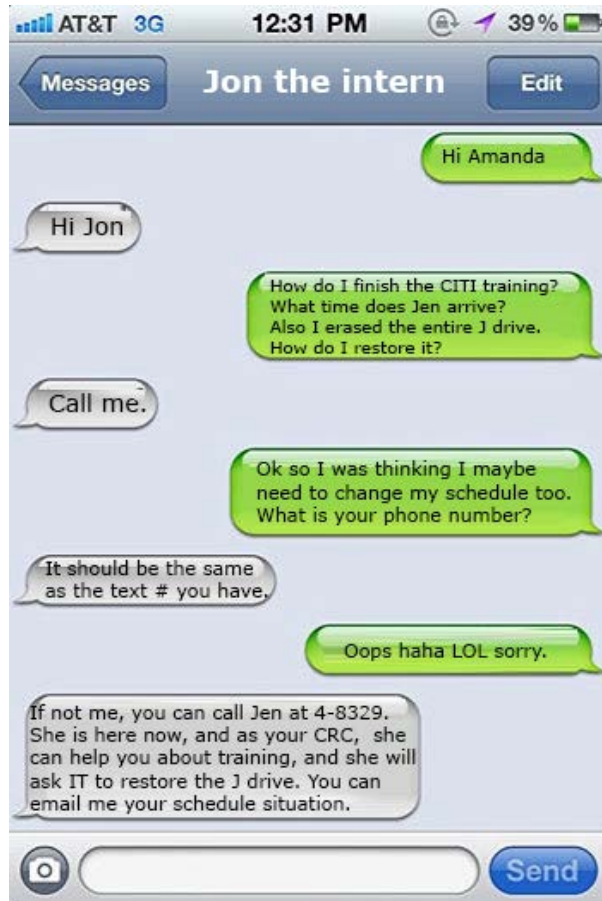 AT&T 3G 12:31 PM 39%
Messages Jon the intern Edit
Hi Amanda
Hi Jon
How do I finish the CITI training?
What time does Jen arrive?
Also I erased the entire J drive.
How do I restore it?
Call me.
Ok so I was thinking I maybe
need to change my schedule too.
What is your phone number?
It should be the same
as the text # you have.
Oops haha LOL sorry.
If not me, you can call Jen at 4-8329.
She is here now, and as your CRC, she
can help you about training, and she will
ask IT to restore the J drive. You can
email me your schedule situation.
Send